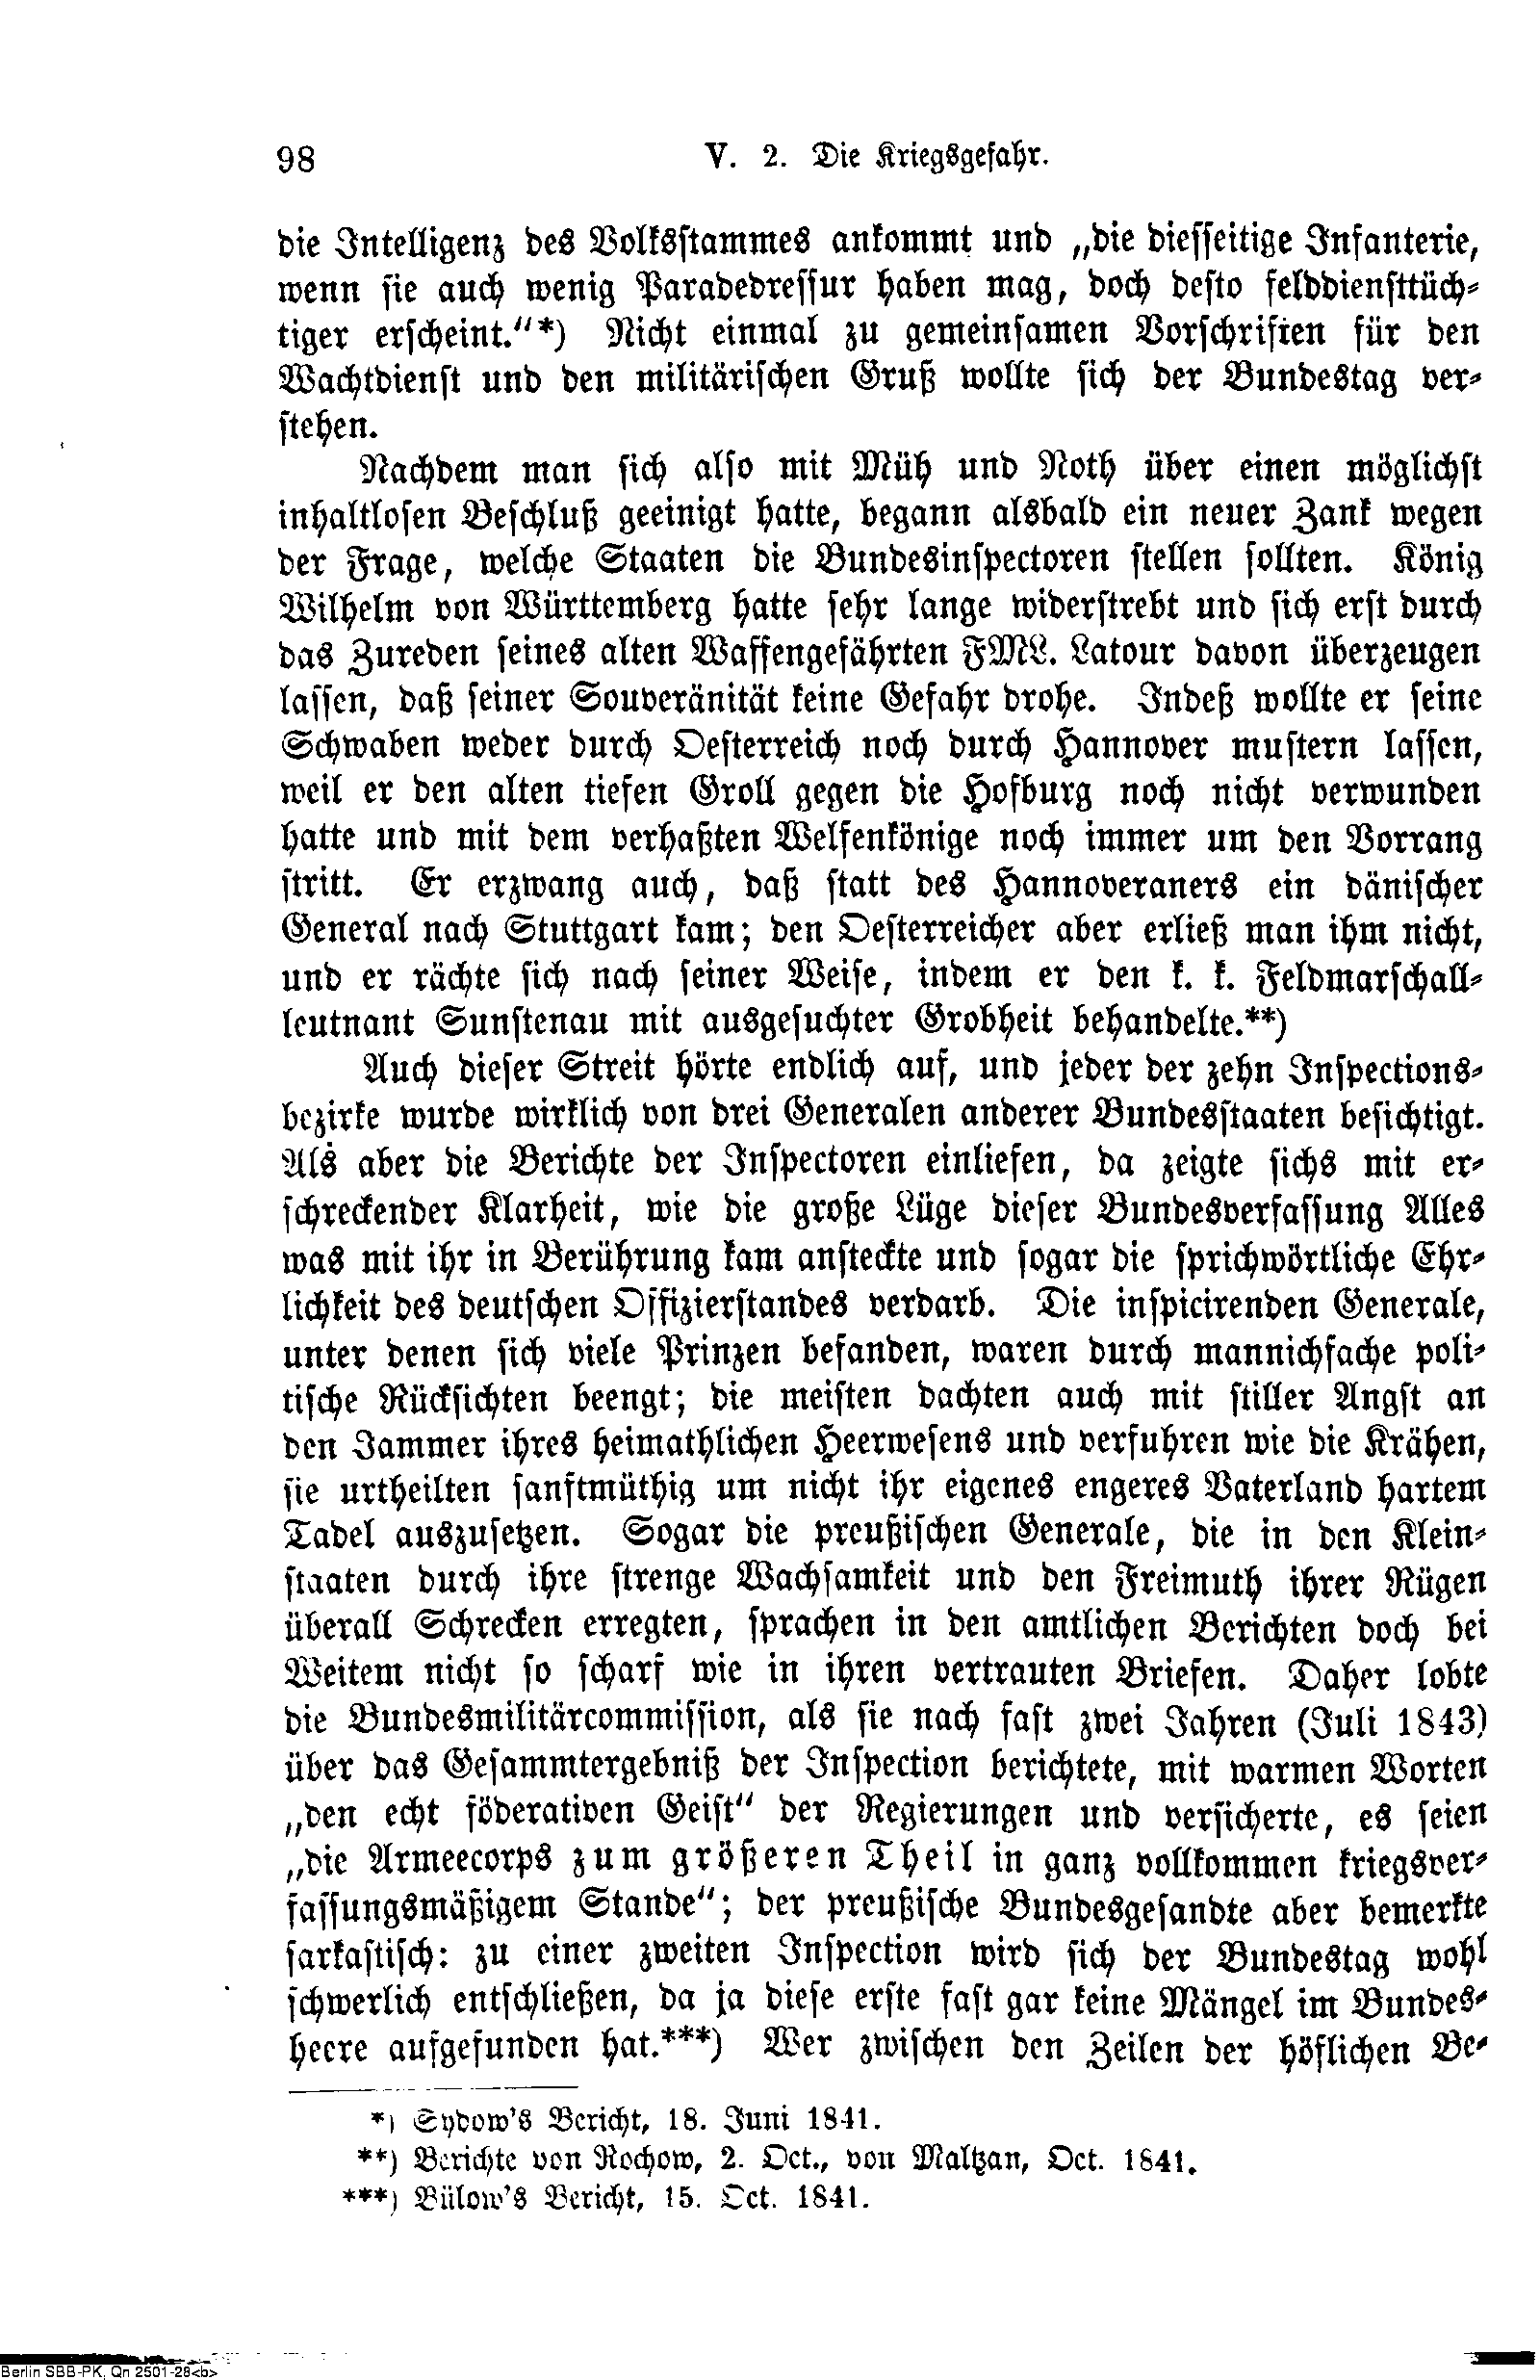 98 V. 2. Die Kriegsgefahr.
die Intelligenz des Volksstammes ankommt und „die diesseitige Infanterie,
wenn sie auch wenig Paradedressur haben mag, doch desto felddiensttüch-
tiger erscheint.“*) Nicht einmal zu gemeinsamen Vorschriften für den
Wachtdienst und den militärischen Gruß wollte sich der Bundestag ver-
stehen.
Nachdem man sich also mit Müh und Noth über einen möglichst
inhaltlosen Beschluß geeinigt hatte, begann alsbald ein neuer Zank wegen
der Frage, welche Staaten die Bundesinspectoren stellen sollten. König
Wilhelm von Württemberg hatte sehr lange widerstrebt und sich erst durch
das Zureden seines alten Waffengefährten FML. Latour davon überzeugen
lassen, daß seiner Souveränität keine Gefahr drohe. Indeß wollte er seine
Schwaben weder durch Oesterreich noch durch Hannover mustern lassen,
weil er den alten tiefen Groll gegen die Hofburg noch nicht verwunden
hatte und mit dem verhaßten Welfenkönige noch immer um den Vorrang
stritt. Er erzwang auch, daß statt des Hannoveraners ein dänischer
General nach Stuttgart kam; den Oesterreicher aber erließ man ihm nicht,
und er rächte sich nach seiner Weise, indem er den k. k. Feldmarschall-
leutnant Sunstenau mit ausgesuchter Grobheit behandelte.**)
Auch dieser Streit hörte endlich auf, und jeder der zehn Inspections-
bezirke wurde wirklich von drei Generalen anderer Bundesstaaten besichtigt.
Als aber die Berichte der Inspectoren einliefen, da zeigte sichs mit er-
schreckender Klarheit, wie die große Lüge dieser Bundesverfassung Alles
was mit ihr in Berührung kam ansteckte und sogar die sprichwörtliche Ehr-
lichkeit des deutschen Offizierstandes verdarb. Die inspicirenden Generale,
unter denen sich viele Prinzen befanden, waren durch mannichfache poli-
tische Rücksichten beengt; die meisten dachten auch mit stiller Angst an
den Jammer ihres heimathlichen Heerwesens und verfuhren wie die Krähen,
sie urtheilten sanftmüthig um nicht ihr eigenes engeres Vaterland hartem
Tadel auszusetzen. Sogar die preußischen Generale, die in den Klein-
staaten durch ihre strenge Wachsamkeit und den Freimuth ihrer Rügen
überall Schrecken erregten, sprachen in den amtlichen Berichten doch bei
Weitem nicht so scharf wie in ihren vertrauten Briefen. Daher lobte
die Bundesmilitärcommission, als sie nach fast zwei Jahren (Juli 1843)
über das Gesammtergebniß der Inspection berichtete, mit warmen Worten
„den echt föderativen Geist“ der Regierungen und versicherte, es seien
„die Armeecorps zum größeren Theil in ganz vollkommen kriegsver-
fassungsmäßigem Stande“; der preußische Bundesgesandte aber bemerkte
sarkastisch: zu einer zweiten Inspection wird sich der Bundestag wohl
schwerlich entschließen, da ja diese erste fast gar keine Mängel im Bundes-
heere aufgefunden hat.***) Wer zwischen den Zeilen der höflichen Be-
*) Sydow's Bericht, 18. Juni 1841.
**) Berichte von Rochow, 2. Oct., von Maltzan, Oct. 1841.
***) Bülow's Bericht, 15. Oct. 1841.
Berlin SBB-PK, Qn 2501-28<b>